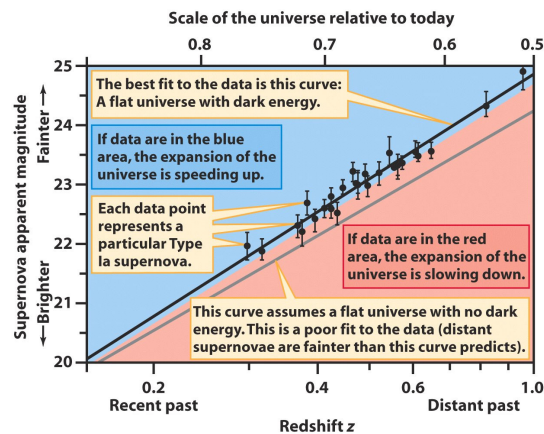 Scale of the universe relative to today
0.8 0.7 0.6 0.5
Supernova apparent magnitude
←Brighter Fainter→
25
24
23
22
21
20
The best fit to the data is this curve:
A flat universe with dark energy.
If data are in the blue
area, the expansion of the
universe is speeding up.
Each data point
represents a
particular Type
Ia supernova.
If data are in the red
area, the expansion of the
universe is slowing down.
This curve assumes a flat universe with no dark
energy. This is a poor fit to the data (distant
supernovae are fainter than this curve predicts).
0.2 0.4 0.6 1.0
Recent past Distant past
Redshift z